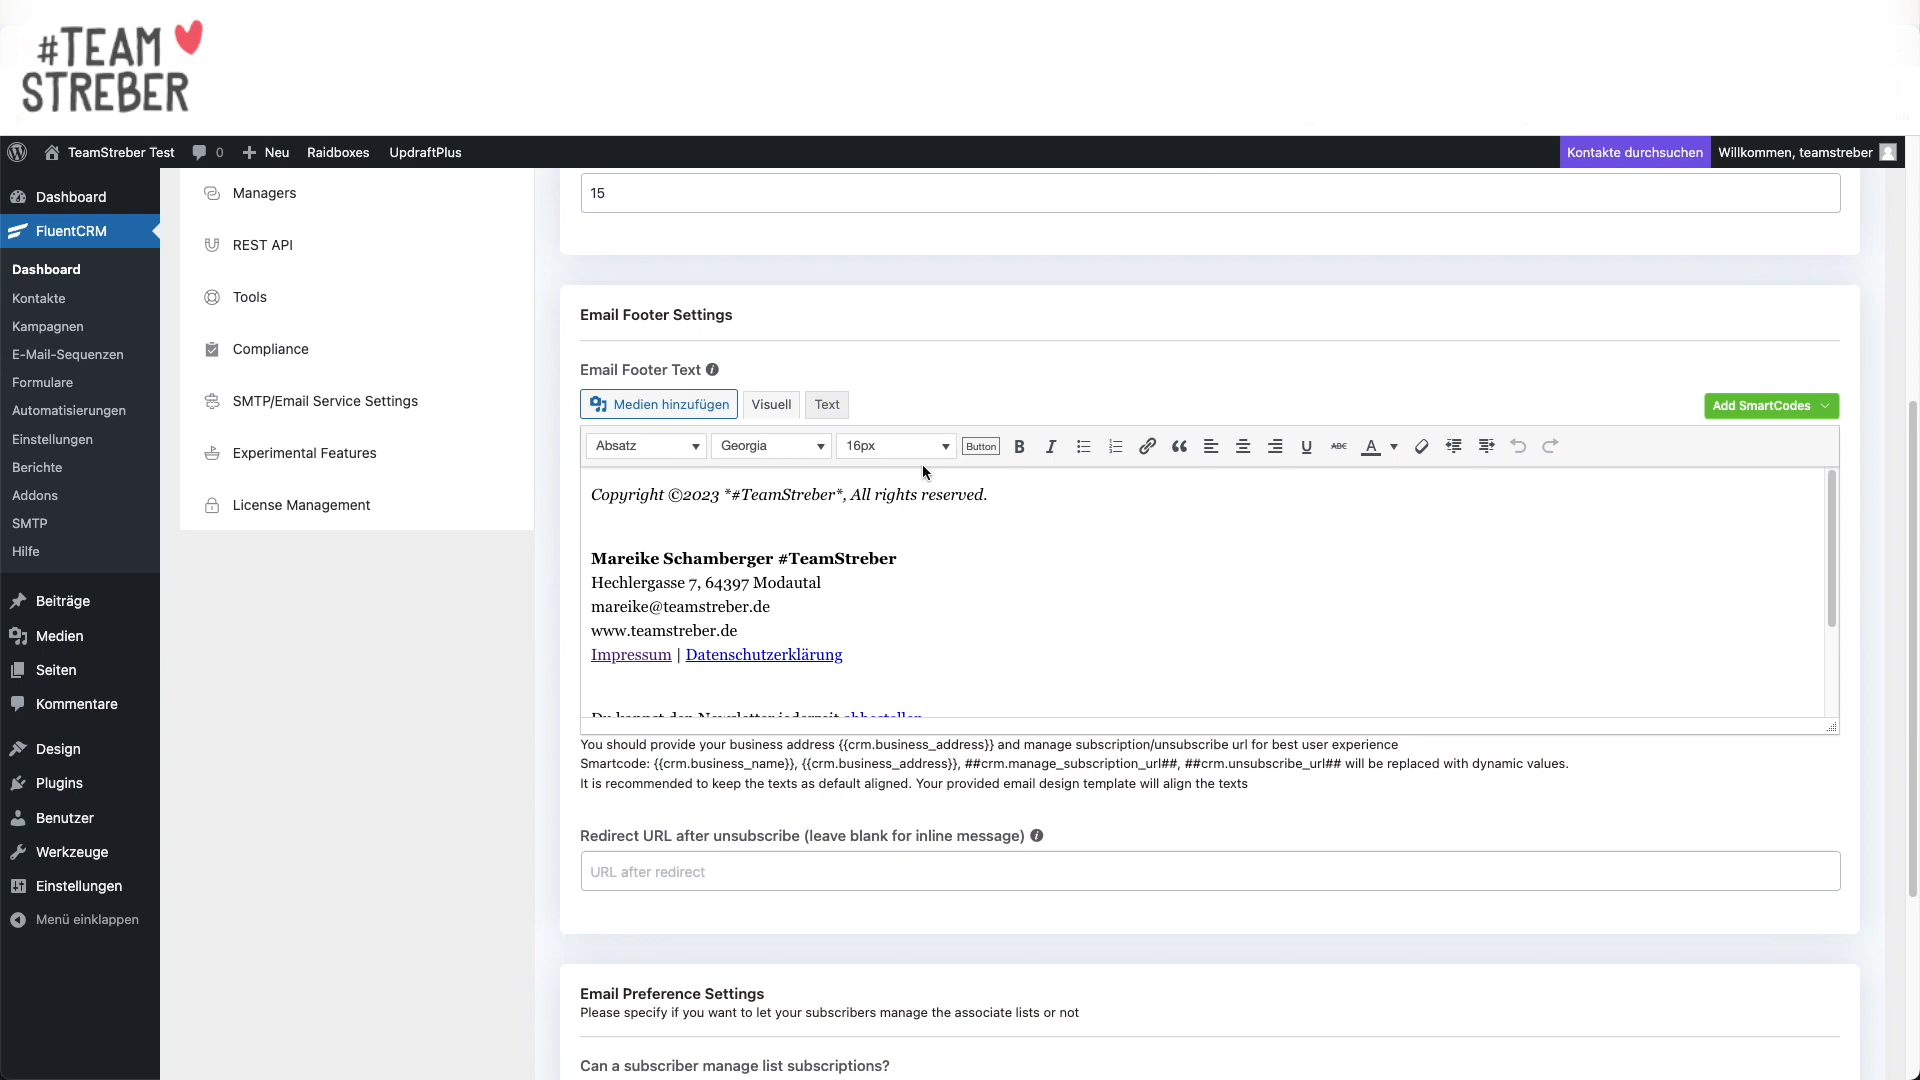 #TEAM
STREBER
TeamStreber Test
0
Neu
Raidboxes
UpdraftPlus
Kontakte durchsuchen
Willkommen, teamstreber
Dashboard
FluentCRM
Dashboard
Kontakte
Kampagnen
E-Mail-Sequenzen
Formulare
Automatisierungen
Einstellungen
Berichte
Addons
SMTP
Hilfe
Beiträge
Medien
Seiten
Kommentare
Design
Plugins
Benutzer
Werkzeuge
Einstellungen
Menü einklappen
Managers
REST API
Tools
Compliance
SMTP/Email Service Settings
Experimental Features
License Management
15
Email Footer Settings
Email Footer Text
Medien hinzufügen
Visuell
Text
Add SmartCodes
Absatz
Georgia
16px
Button
B
I
U
ABC
A
Copyright ©2023 *#TeamStreber*, All rights reserved.
Mareike Schamberger #TeamStreber
Hechlergasse 7, 64397 Modautal
mareike@teamstreber.de
www.teamstreber.de
Impressum | Datenschutzerklärung
Du kannst den Newsletter jederzeit abbestellen
You should provide your business address {{crm.business_address}} and manage subscription/unsubscribe url for best user experience
Smartcode: {{crm.business_name}}, {{crm.business_address}}, ##crm.manage_subscription_url##, ##crm.unsubscribe_url## will be replaced with dynamic values.
It is recommended to keep the texts as default aligned. Your provided email design template will align the texts
Redirect URL after unsubscribe (leave blank for inline message)
URL after redirect
Email Preference Settings
Please specify if you want to let your subscribers manage the associate lists or not
Can a subscriber manage list subscriptions?